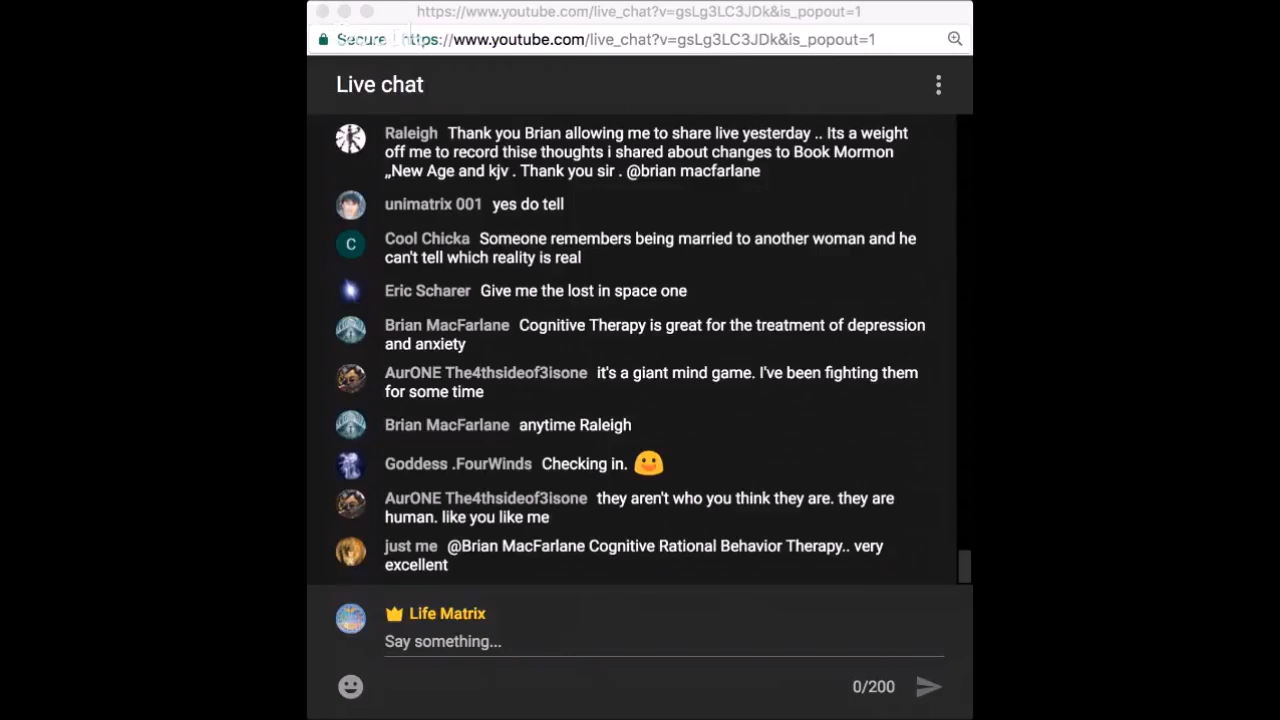 https://www.youtube.com/live_chat?v=gsLg3LC3JDk&is_popout=1
Secure https://www.youtube.com/live_chat?v=gsLg3LC3JDk&is_popout=1
Live chat
Raleigh Thank you Brian allowing me to share live yesterday .. Its a weight
off me to record thise thoughts i shared about changes to Book Mormon
„New Age and kjv . Thank you sir . @brian macfarlane
unimatrix 001 yes do tell
C
Cool Chicka Someone remembers being married to another woman and he
can't tell which reality is real
Eric Scharer Give me the lost in space one
Brian MacFarlane Cognitive Therapy is great for the treatment of depression
and anxiety
AurONE The4thsideof3isone it's a giant mind game. I've been fighting them
for some time
Brian MacFarlane anytime Raleigh
Goddess .FourWinds Checking in.
AurONE The4thsideof3isone they aren't who you think they are. they are
human. like you like me
just me @Brian MacFarlane Cognitive Rational Behavior Therapy.. very
excellent
Life Matrix
Say something...
0/200